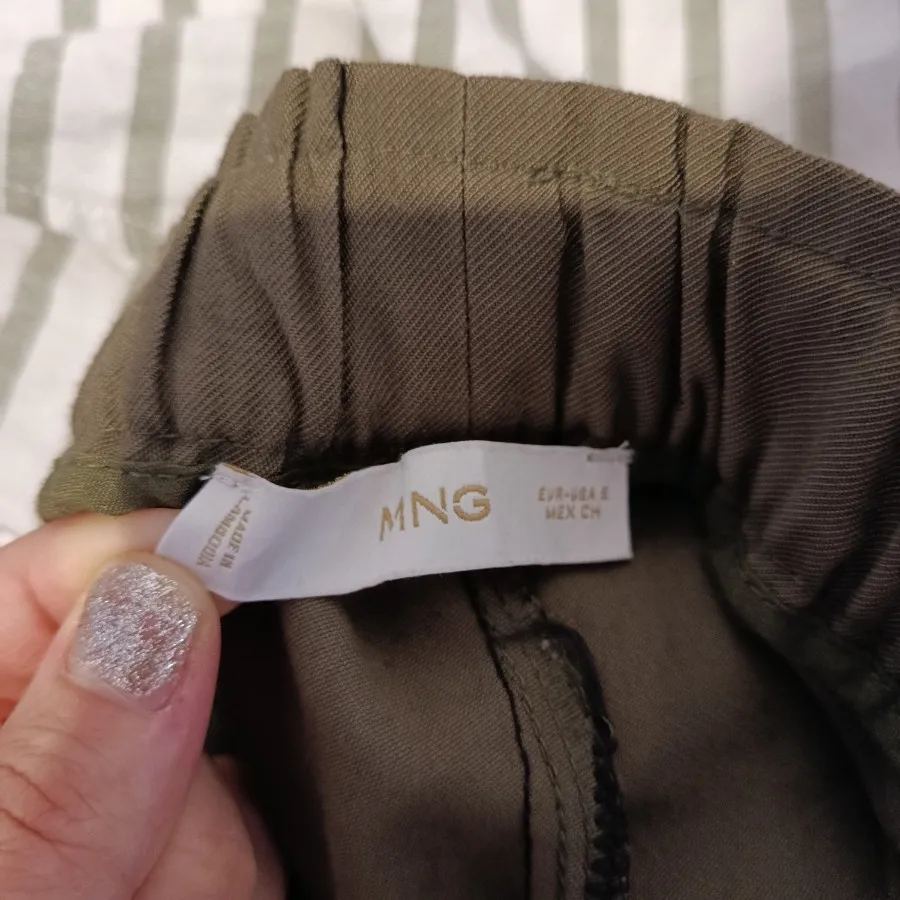 MADE IN
CAMBODIA
MNG
EUR-USA S
MEX CH